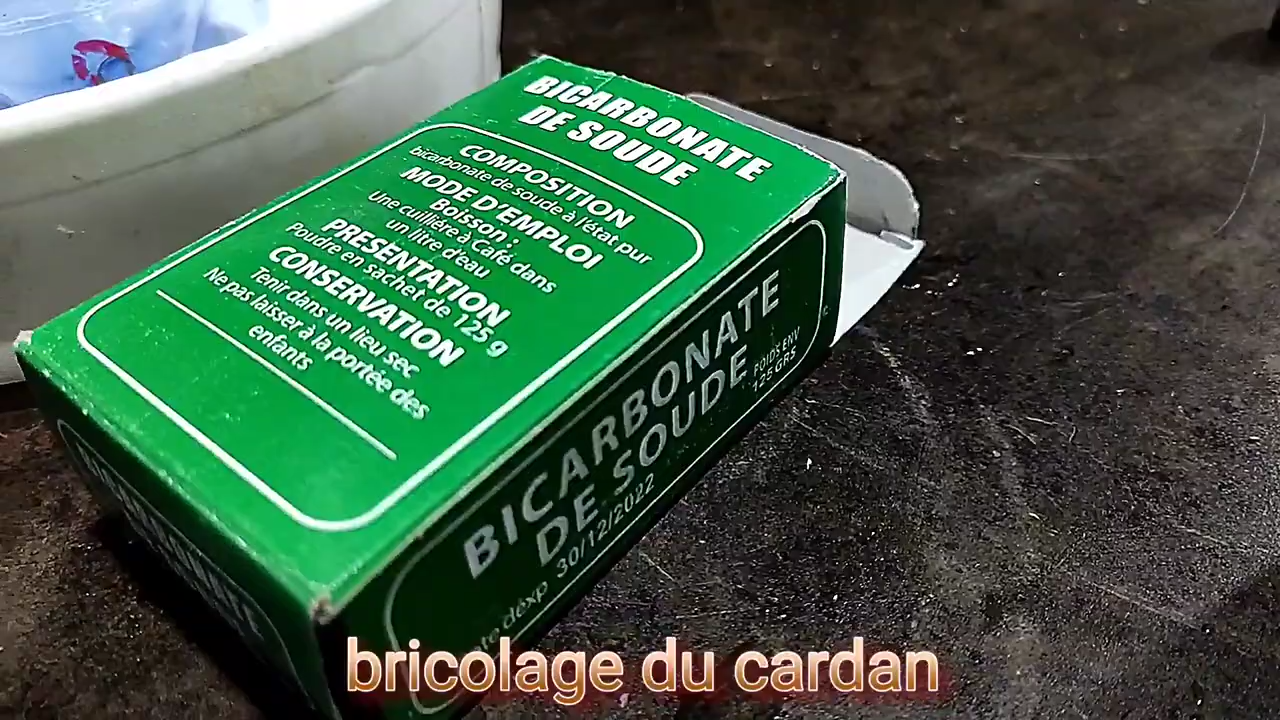 BICARBONATE
DE SOUDE
COMPOSITION
bicarbonate de soude à l'état pur
MODE D'EMPLOI
Boisson :
Une cuillière à Café dans
un litre d'eau
PRESENTATION
Poudre en sachet de 125 g
CONSERVATION
Tenir dans un lieu sec
Ne pas laisser à la portée des
enfants
BICARBONATE
DE SOUDE
POIDS ENV
125 GRS
déxp 30/12/2022
bricolage du cardan